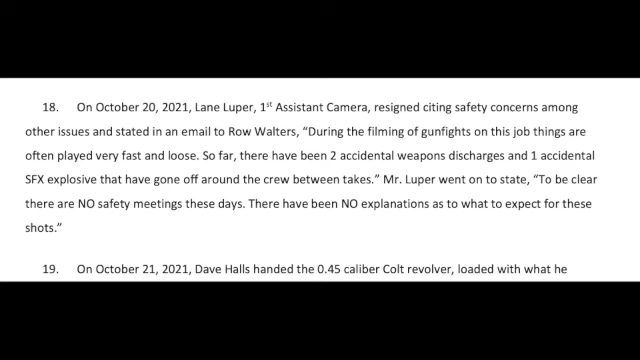 18. On October 20, 2021, Lane Luper, 1st Assistant Camera, resigned citing safety concerns among
other issues and stated in an email to Row Walters, “During the filming of gunfights on this job things are
often played very fast and loose. So far, there have been 2 accidental weapons discharges and 1 accidental
SFX explosive that have gone off around the crew between takes.” Mr. Luper went on to state, “To be clear
there are NO safety meetings these days. There have been NO explanations as to what to expect for these
shots.”
19. On October 21, 2021, Dave Halls handed the 0.45 caliber Colt revolver, loaded with what he